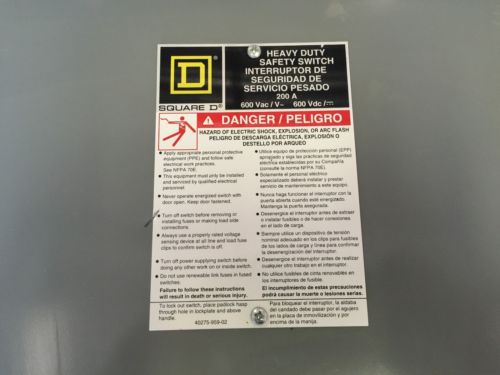 D
SQUARE D®
HEAVY DUTY
SAFETY SWITCH
INTERRUPTOR DE
SEGURIDAD DE
SERVICIO PESADO
200 A
600 Vac / V~ 600 Vdc/⎓
DANGER / PELIGRO
HAZARD OF ELECTRIC SHOCK, EXPLOSION, OR ARC FLASH
PELIGRO DE DESCARGA ELÉCTRICA, EXPLOSIÓN O
DESTELLO POR ARQUEO
● Apply appropriate personal protective
equipment (PPE) and follow safe
electrical work practices.
See NFPA 70E.
● This equipment must only be installed
and serviced by qualified electrical
personnel.
● Never operate energised switch with
door open. Keep door fastened.
● Turn off switch before removing or
installing fuses or making load side
connections.
● Always use a properly rated voltage
sensing device at all line and load fuse
clips to confirm switch is off.
● Turn off power supplying switch before
doing any other work on or inside switch.
● Do not use renewable link fuses in fused
switches.
Failure to follow these instructions
will result in death or serious injury.
● Utilice equipo de protección personal (EPP)
apropiado y siga las prácticas de seguridad
eléctrica establecidas por su Compañía
(consulte la norma NFPA 70E).
● Solamente el personal eléctrico
especializado deberá instalar y prestar
servicio de mantenimiento a este equipo.
● Nunca haga funcionar el interruptor con la
puerta abierta cuando esté energizado.
Mantenga la puerta asegurada.
● Desenergice el interruptor antes de extraer
o instalar fusibles o de hacer conexiones
en el lado de carga.
● Siempre utilice un dispositivo de tensión
nominal adecuado en los clips para fusibles
de los lados de carga y línea para confirmar
la desenergización del interruptor.
● Desenergice el interruptor antes de realizar
cualquier otro trabajo en el interruptor.
● No utilice fusibles de cinta removibles en
los interruptores de fusible.
El incumplimiento de estas precauciones
podrá causar la muerte o lesiones serias.
To lock out switch, place padlock hasp
through hole in lockplate and above
handle.
40275-959-02
Para bloquear el interruptor, la aldaba
del candado debe pasar por el agujero
en la placa de inmovilización y por
encima de la manija.